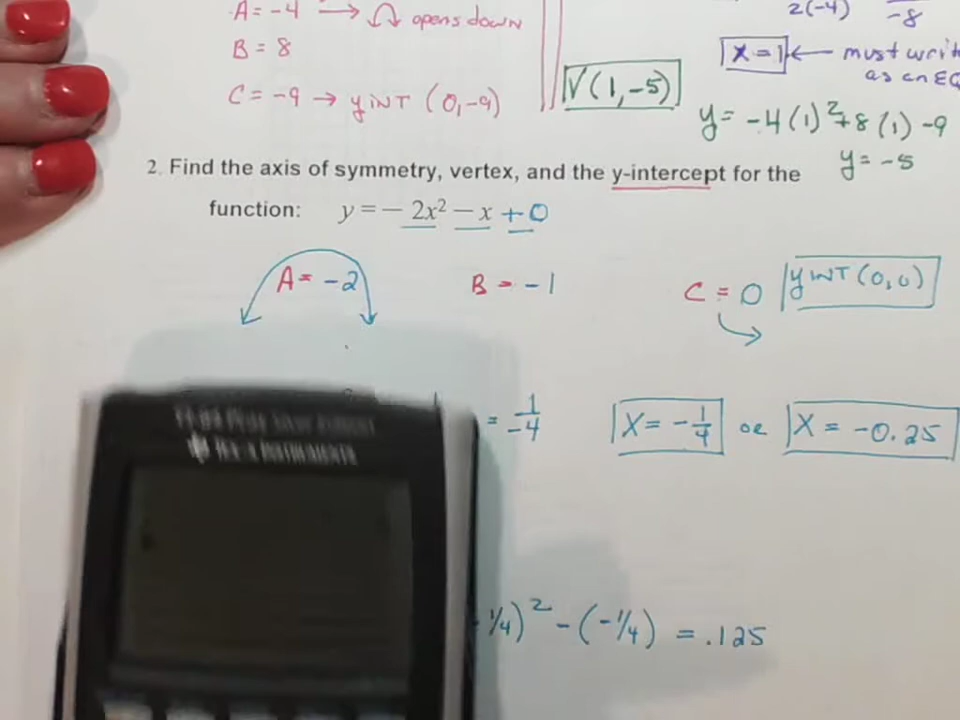 A = -4 → opens down
B = 8
C = -9 → y INT (0,-9)
V(1,-5)
2(-4) -8
X = 1 ← must write
as an EQ
y = -4(1)²+8(1)-9
y = -5
2. Find the axis of symmetry, vertex, and the y-intercept for the
function: y = - 2x² - x + 0
A = -2 B = -1 C = 0 y INT (0,0)
= 1/-4 X = -1/4 or X = -0.25
TEXAS INSTRUMENTS
1/4)² - (-1/4) = .125